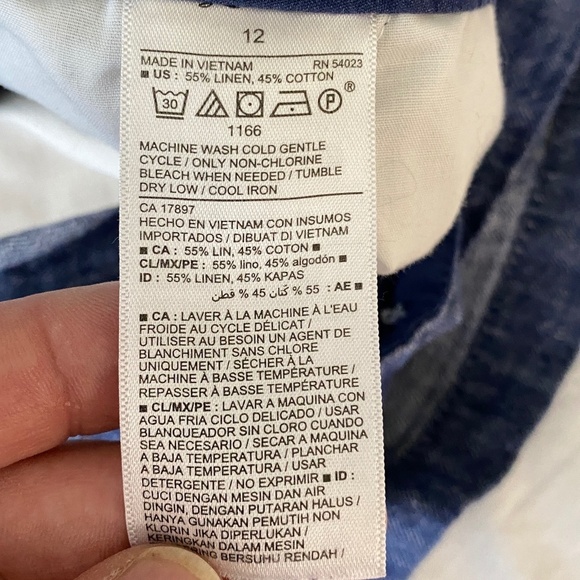 12
MADE IN VIETNAM RN 54023
■ US : 55% LINEN, 45% COTTON
30 P ®
1166
MACHINE WASH COLD GENTLE
CYCLE / ONLY NON-CHLORINE
BLEACH WHEN NEEDED / TUMBLE
DRY LOW / COOL IRON
CA 17897
HECHO EN VIETNAM CON INSUMOS
IMPORTADOS / DIBUAT DI VIETNAM
■ CA : 55% LIN, 45% COTON ■
CL/MX/PE : 55% lino, 45% algodón ■
ID : 55% LINEN, 45% KAPAS
■ AE : 55 % كتان 45 % قطن
■ CA : LAVER À LA MACHINE À L'EAU
FROIDE AU CYCLE DÉLICAT /
UTILISER AU BESOIN UN AGENT DE
BLANCHIMENT SANS CHLORE
UNIQUEMENT / SÉCHER À LA
MACHINE À BASSE TEMPÉRATURE /
REPASSER À BASSE TEMPÉRATURE
■ CL/MX/PE : LAVAR A MAQUINA CON
AGUA FRIA CICLO DELICADO / USAR
BLANQUEADOR SIN CLORO CUANDO
SEA NECESARIO / SECAR A MAQUINA
A BAJA TEMPERATURA / PLANCHAR
A BAJA TEMPERATURA / USAR
DETERGENTE / NO EXPRIMIR ■ ID :
CUCI DENGAN MESIN DAN AIR
DINGIN, DENGAN PUTARAN HALUS /
HANYA GUNAKAN PEMUTIH NON
KLORIN JIKA DIPERLUKAN /
KERINGKAN DALAM MESIN
BERSUHU RENDAH /